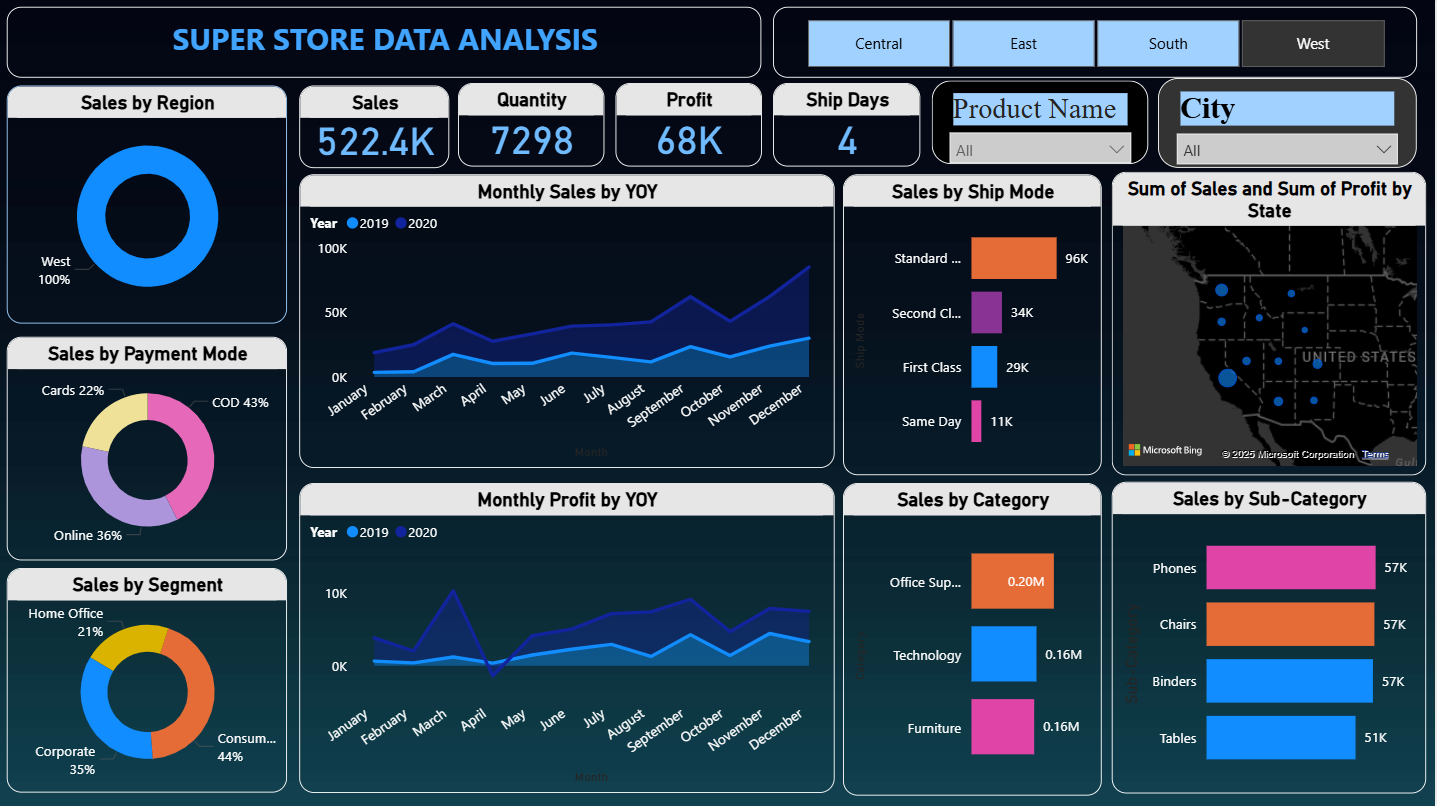 SUPER STORE DATA ANALYSIS
Central
East
South
West
Sales by Region
West
100%
Sales
522.4K
Quantity
7298
Profit
68K
Ship Days
4
Product Name
All
City
All
Monthly Sales by YOY
Year 2019 2020
100K
50K
0K
January
February
March
April
May
June
July
August
September
October
November
December
Month
Sales by Ship Mode
Ship Mode
Standard ...
96K
Second Cl...
34K
First Class
29K
Same Day
11K
Sum of Sales and Sum of Profit by
State
UNITED STATES
Microsoft Bing
© 2025 Microsoft Corporation Terms
Sales by Payment Mode
Cards 22%
COD 43%
Online 36%
Monthly Profit by YOY
Year 2019 2020
10K
0K
January
February
March
April
May
June
July
August
September
October
November
December
Month
Sales by Category
Office Sup...
0.20M
Technology
0.16M
Furniture
0.16M
Sales by Sub-Category
Sub-Category
Phones
57K
Chairs
57K
Binders
57K
Tables
51K
Sales by Segment
Home Office
21%
Corporate
35%
Consum...
44%